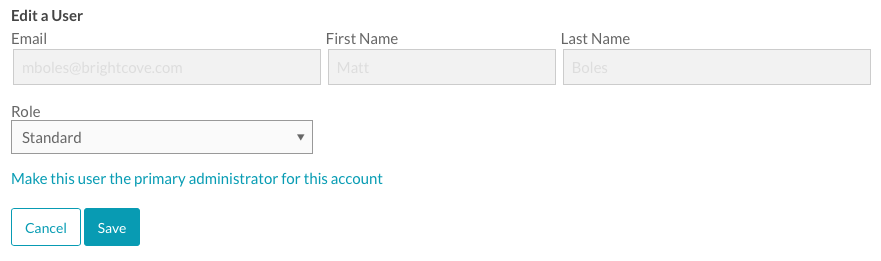 Edit a User
Email First Name Last Name
mboles@brightcove.com Matt Boles
Role
Standard
Make this user the primary administrator for this account
Cancel Save